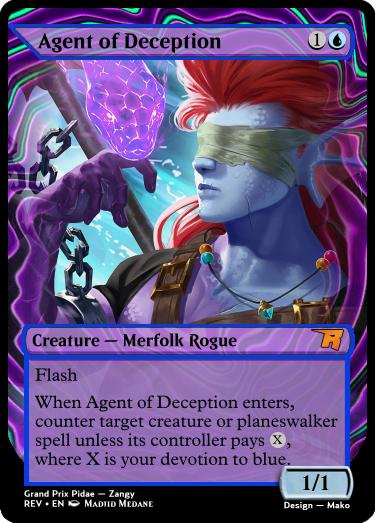 Agent of Deception 1
Creature — Merfolk Rogue
Flash
When Agent of Deception enters,
counter target creature or planeswalker
spell unless its controller pays X,
where X is your devotion to blue.
1/1
Grand Prix Pidae — Zangy
REV • EN Madiid Medane
Design — Mako